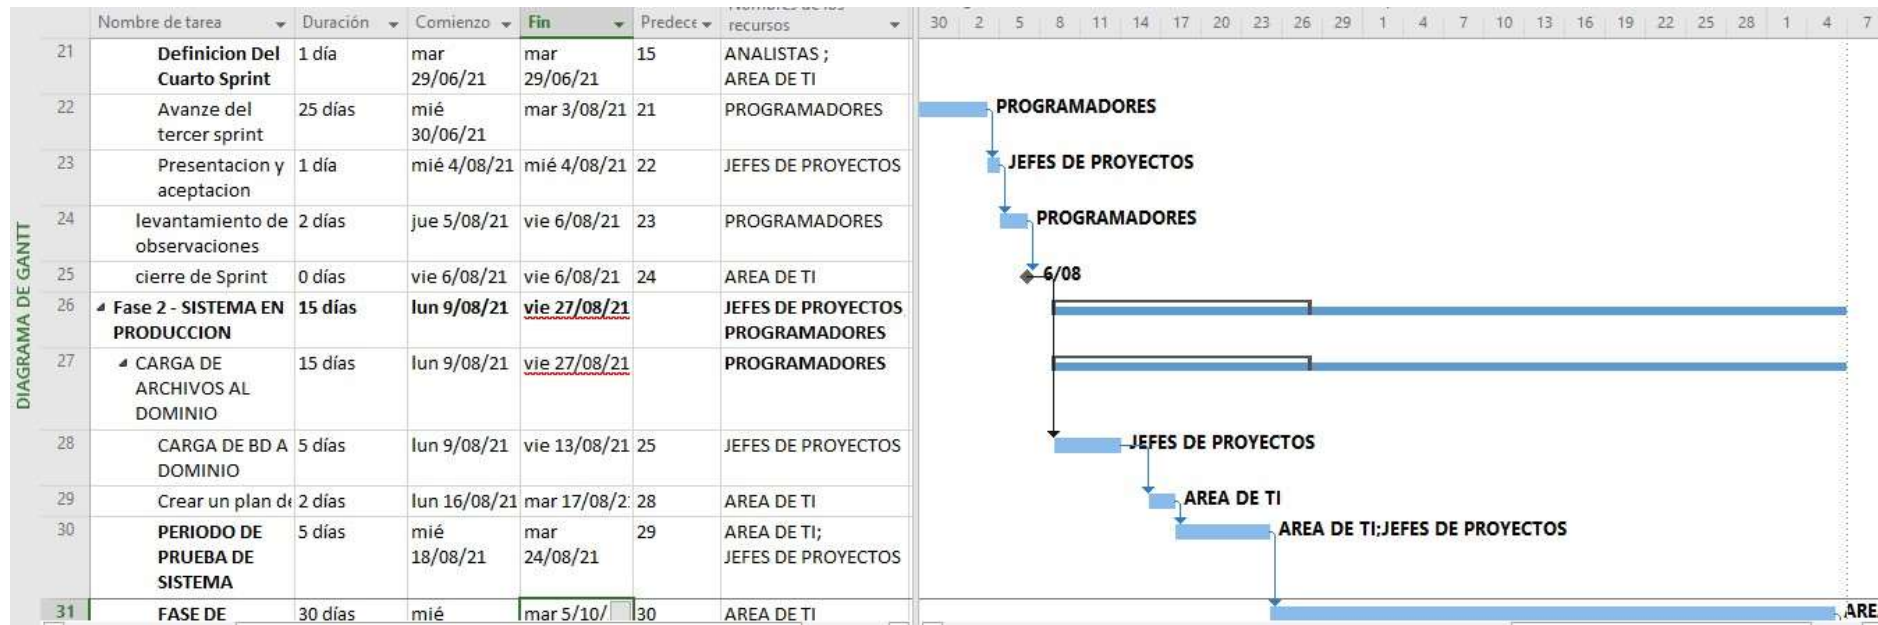 Nombre de tarea Duración Comienzo Fin Predece recursos 30 2 5 8 11 14 17 20 23 26 29 1 4 7 10 13 16 19 22 25 28 1 4 7
21 Definicion Del 1 día mar mar 15 ANALISTAS ;
Cuarto Sprint 29/06/21 29/06/21 AREA DE TI
22 Avanze del 25 días mié mar 3/08/21 21 PROGRAMADORES PROGRAMADORES
tercer sprint 30/06/21
23 Presentacion y 1 día mié 4/08/21 mié 4/08/21 22 JEFES DE PROYECTOS JEFES DE PROYECTOS
aceptacion
24 levantamiento de 2 días jue 5/08/21 vie 6/08/21 23 PROGRAMADORES PROGRAMADORES
observaciones
25 cierre de Sprint 0 días vie 6/08/21 vie 6/08/21 24 AREA DE TI 6/08
26 Fase 2 - SISTEMA EN 15 días lun 9/08/21 vie 27/08/21 JEFES DE PROYECTOS
PRODUCCION PROGRAMADORES
27 CARGA DE 15 días lun 9/08/21 vie 27/08/21 PROGRAMADORES
ARCHIVOS AL
DOMINIO
28 CARGA DE BD A 5 días lun 9/08/21 vie 13/08/21 25 JEFES DE PROYECTOS JEFES DE PROYECTOS
DOMINIO
29 Crear un plan de 2 días lun 16/08/21 mar 17/08/2 28 AREA DE TI AREA DE TI
30 PERIODO DE 5 días mié mar 29 AREA DE TI; AREA DE TI;JEFES DE PROYECTOS
PRUEBA DE 18/08/21 24/08/21 JEFES DE PROYECTOS
SISTEMA
31 FASE DE 30 días mié mar 5/10/ 30 AREA DE TI ARE
DIAGRAMA DE GANTT